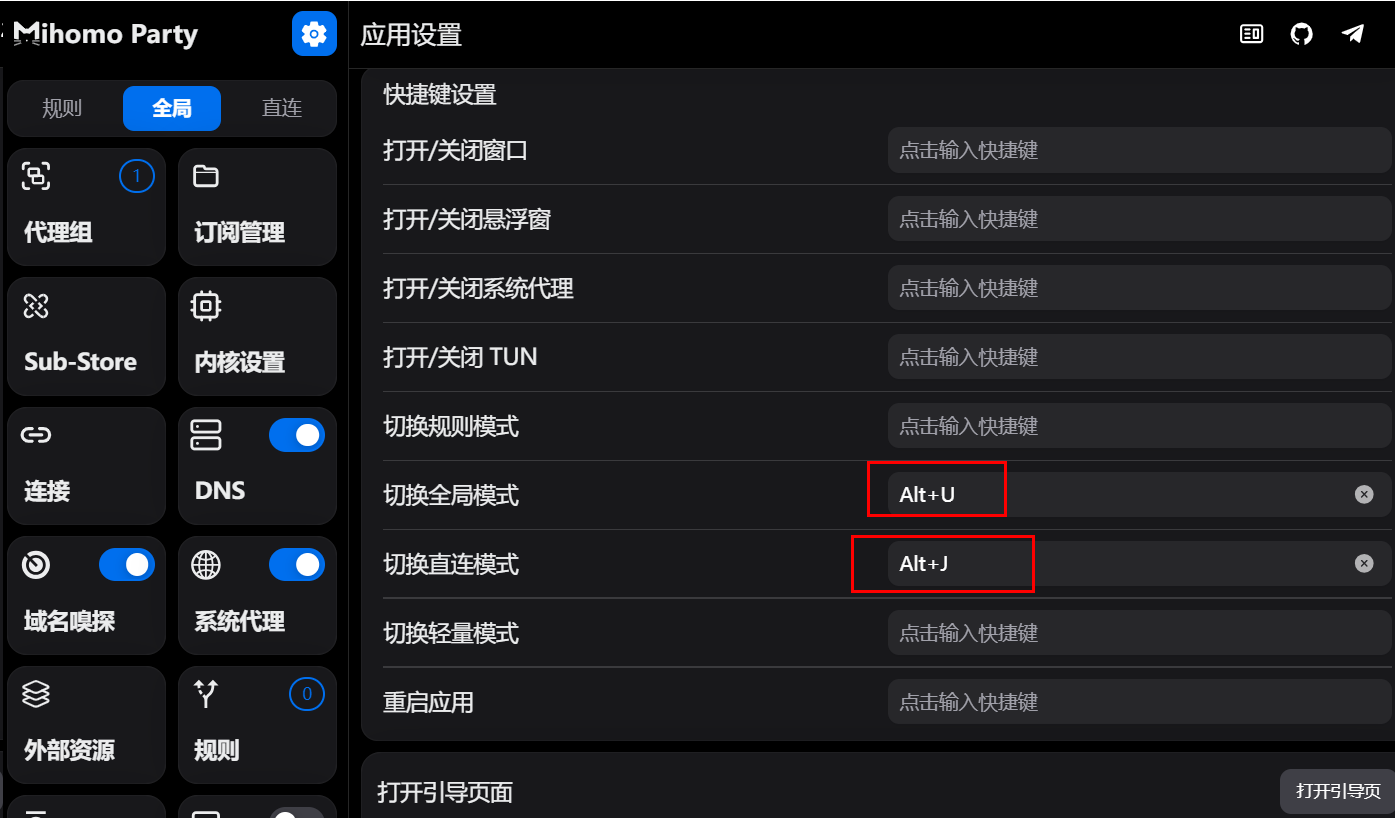 Mihomo Party
应用设置
规则
全局
直连
代理组
1
订阅管理
Sub-Store
内核设置
连接
DNS
域名嗅探
系统代理
外部资源
规则
0
快捷键设置
打开/关闭窗口
点击输入快捷键
打开/关闭悬浮窗
点击输入快捷键
打开/关闭系统代理
点击输入快捷键
打开/关闭 TUN
点击输入快捷键
切换规则模式
点击输入快捷键
切换全局模式
Alt+U
切换直连模式
Alt+J
切换轻量模式
点击输入快捷键
重启应用
点击输入快捷键
打开引导页面
打开引导页